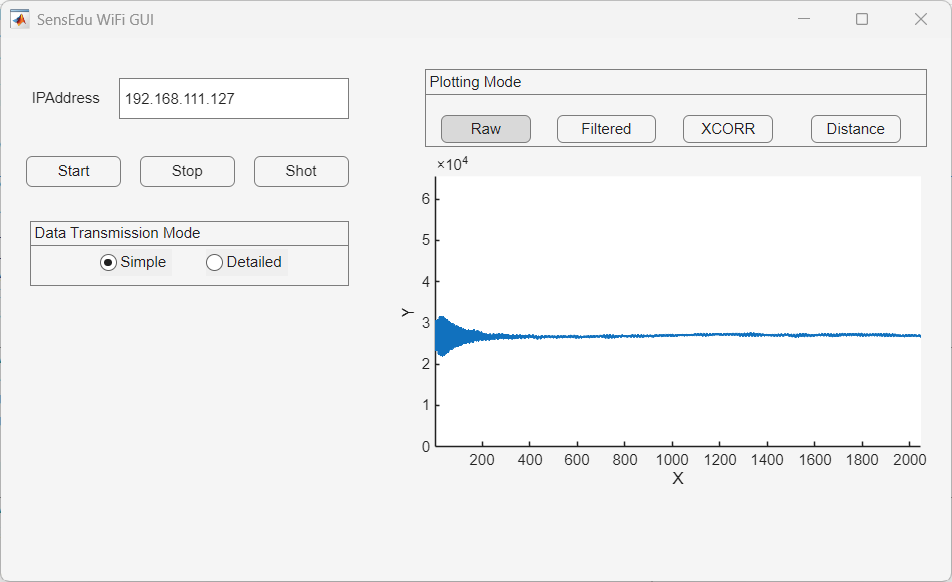 SensEdu WiFi GUI
IPAddress
192.168.111.127
Start
Stop
Shot
Data Transmission Mode
Simple
Detailed
Plotting Mode
Raw
Filtered
XCORR
Distance
×10⁴
6
5
4
3
2
1
0
Y
200 400 600 800 1000 1200 1400 1600 1800 2000
X